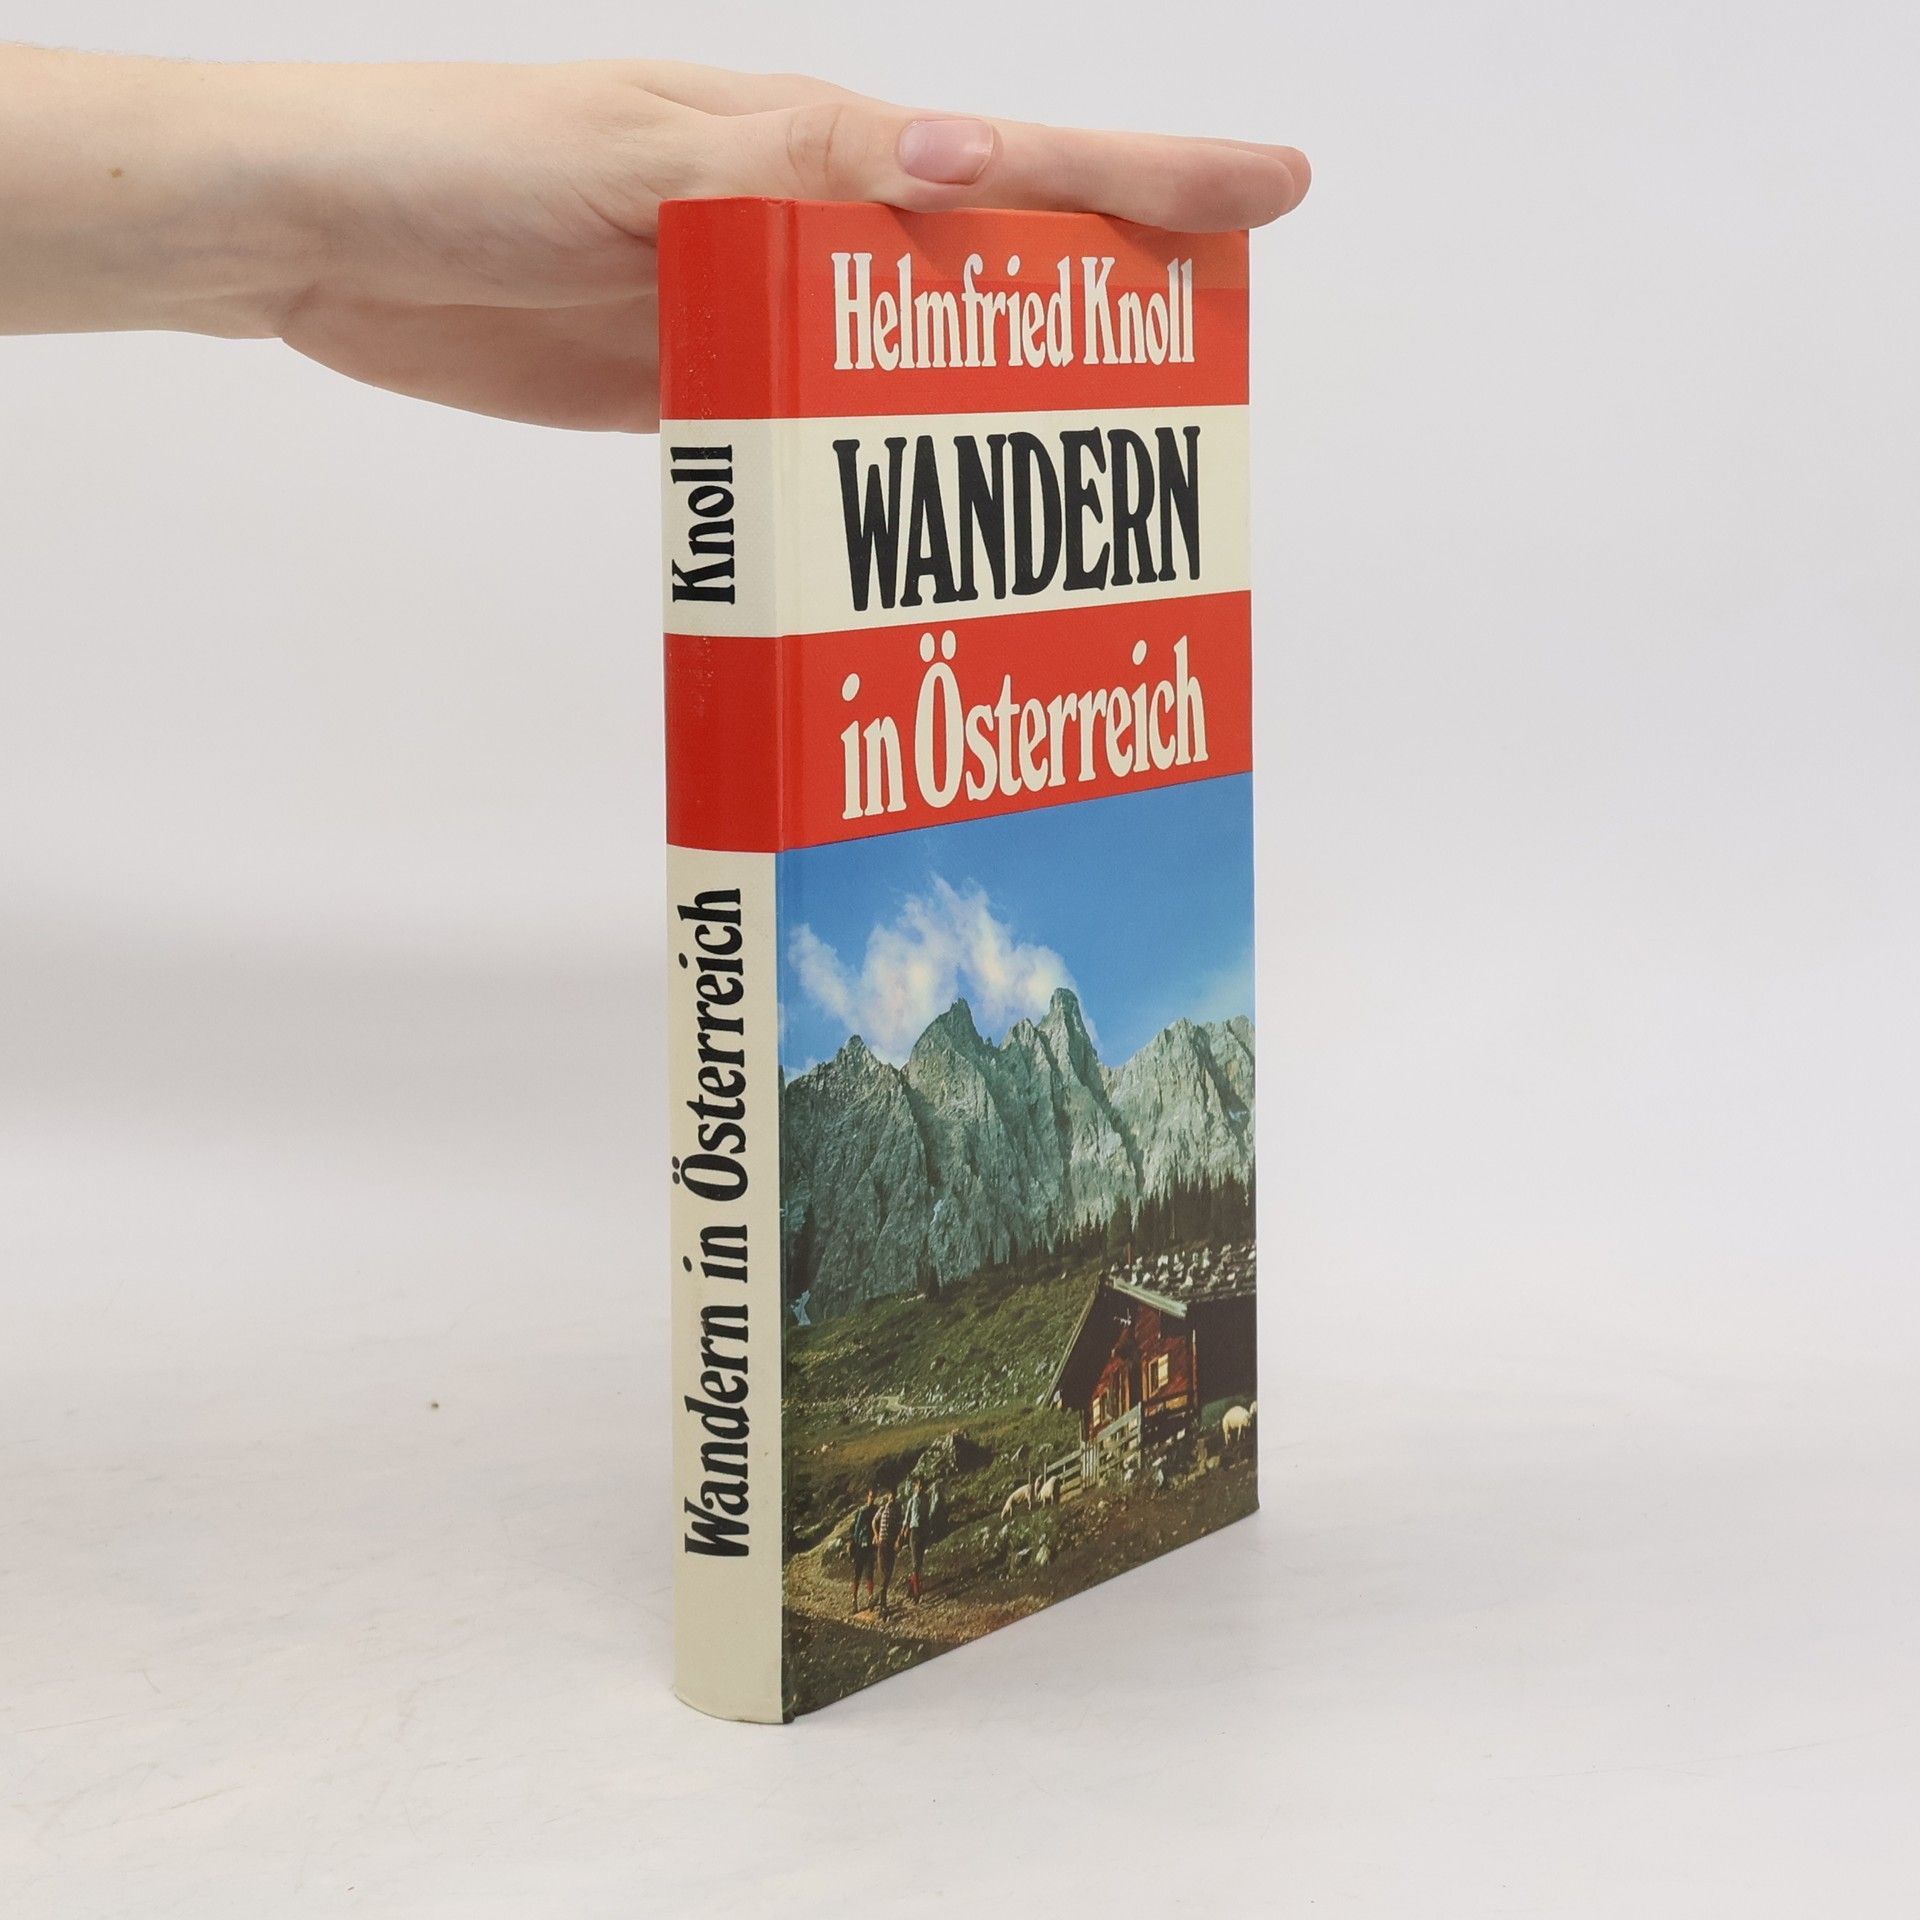 Helmfried Knoll
WANDERN
in Österreich
Knoll
Wandern in Österreich